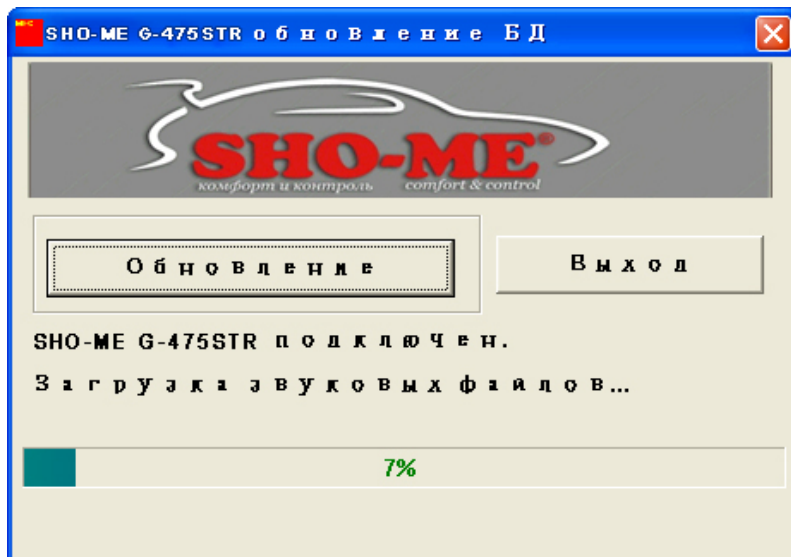 SHO-ME G-475STR обновление БД
SHO-ME®
комфорт и контроль comfort & control
Обновление
Выход
SHO-ME G-475STR подключен.
Загрузка звуковых файлов...
7%